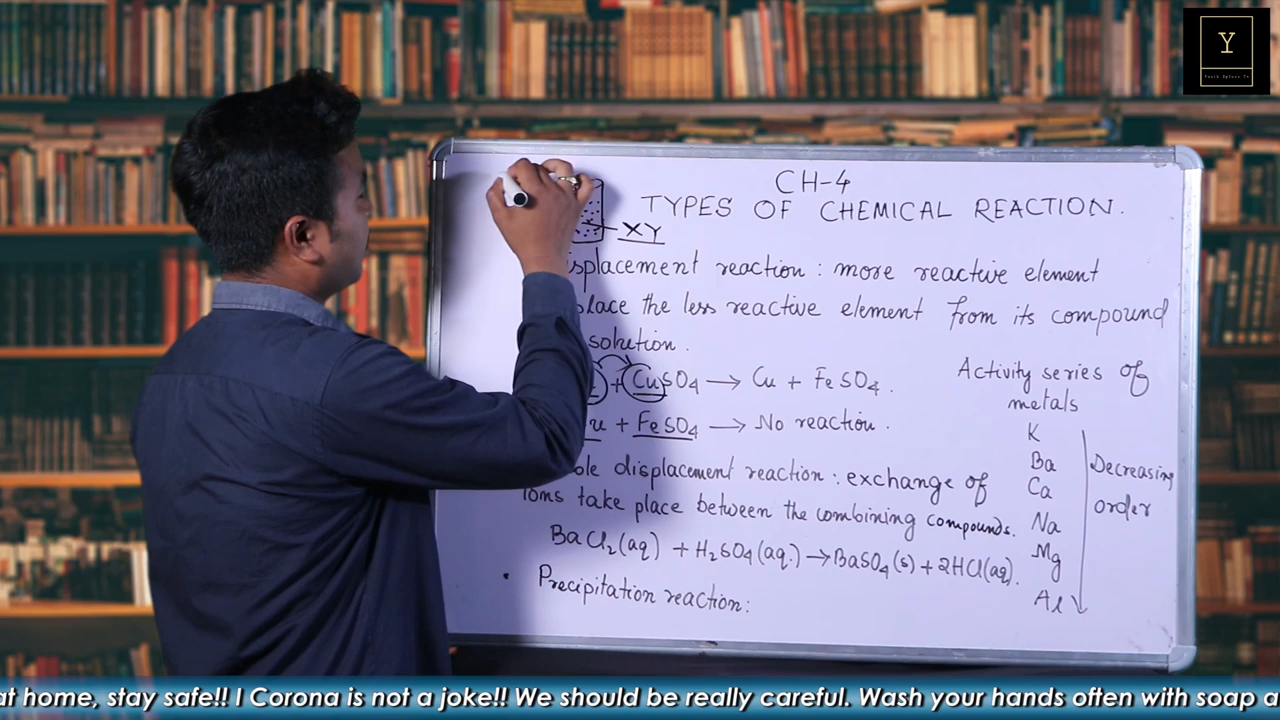 Y
CH-4
TYPES OF CHEMICAL REACTION.
XY
splacement reaction : more reactive element
place the less reactive element from its compound
solution.
+ CuSO4 → Cu + FeSO4.
u + FeSO4 → No reaction.
ble displacement reaction : exchange of
ions take place between the combining compounds.
BaCl2(aq) + H2SO4(aq.) → BaSO4(s) + 2HCl(aq).
• Precipitation reaction:
Activity series of
metals
K
Ba
Ca
Na
Mg
Al
Decreasing
order
at home, stay safe!! I Corona is not a joke!! We should be really careful. Wash your hands often with soap a